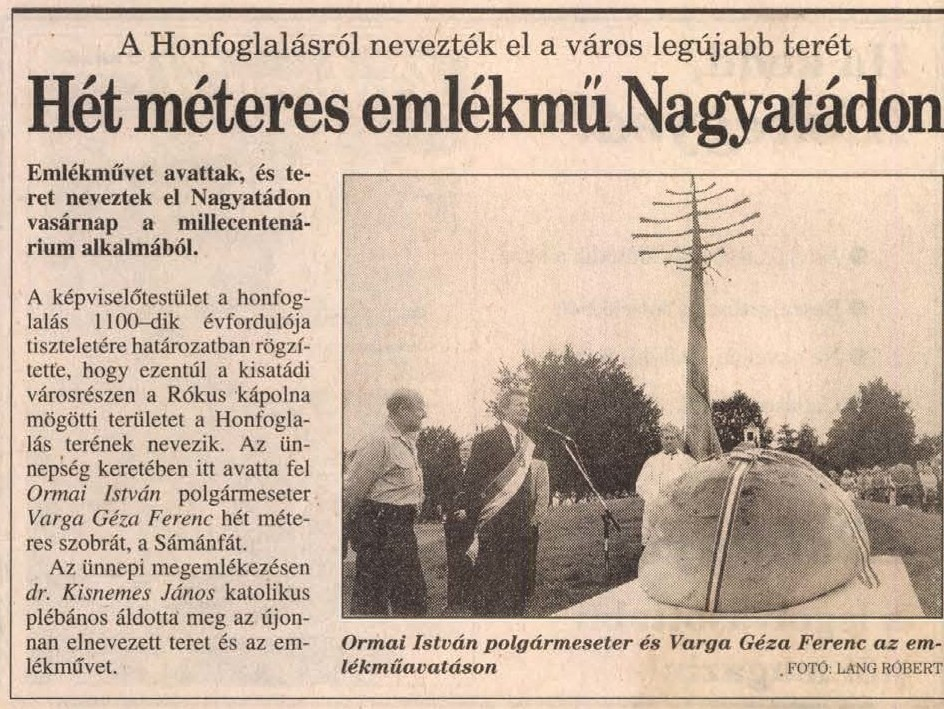 A Honfoglalásról nevezték el a város legújabb terét
Hét méteres emlékmű Nagyatádon
Emlékművet avattak, és te-
ret neveztek el Nagyatádon
vasárnap a millecentená-
rium alkalmából.
A képviselőtestület a honfog-
lalás 1100–dik évfordulója
tiszteletére határozatban rögzí-
tette, hogy ezentúl a kisatádi
városrészen a Rókus kápolna
mögötti területet a Honfogla-
lás terének nevezik. Az ün-
nepség keretében itt avatta fel
Ormai István polgármeseter
Varga Géza Ferenc hét méte-
res szobrát, a Sámánfát.
Az ünnepi megemlékezésen
dr. Kisnemes János katolikus
plébános áldotta meg az újon-
nan elnevezett teret és az em-
lékművet.
Ormai István polgármeseter és Varga Géza Ferenc az em-
lékműavatáson
FOTÓ: LANG RÓBERT